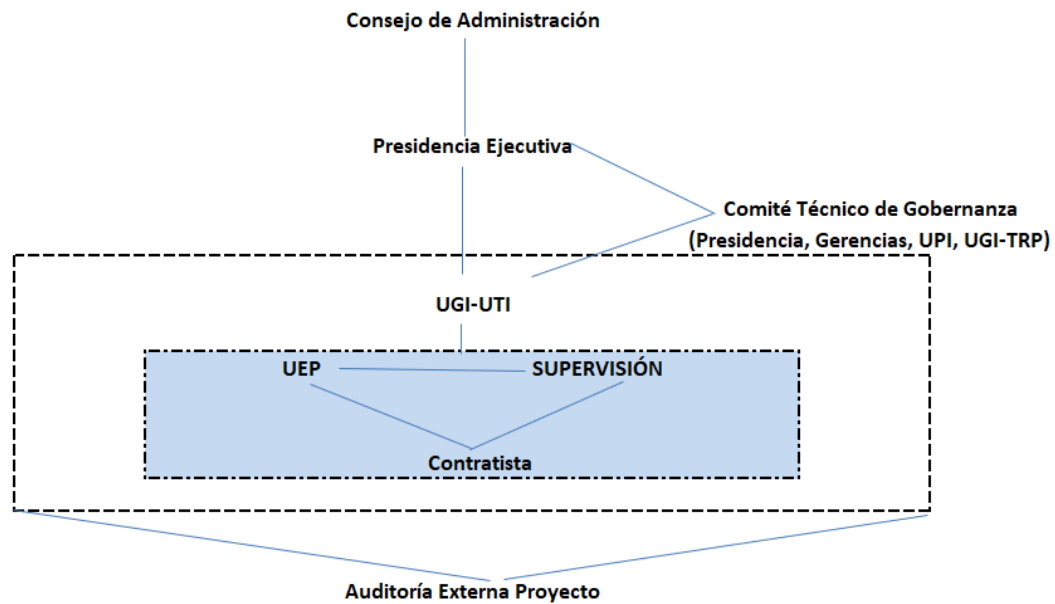 Consejo de Administración
Presidencia Ejecutiva
Comité Técnico de Gobernanza
(Presidencia, Gerencias, UPI, UGI-TRP)
UGI-UTI
UEP
SUPERVISIÓN
Contratista
Auditoría Externa Proyecto